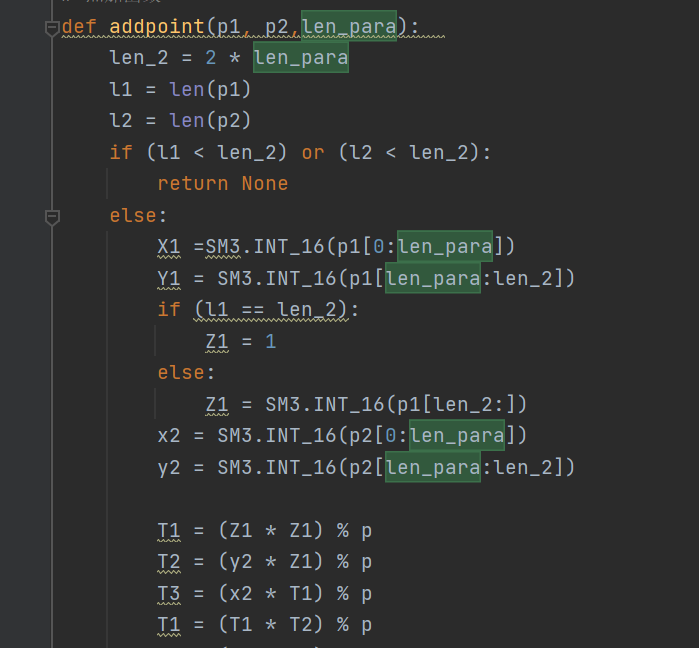 def addpoint(p1, p2,len_para):
    len_2 = 2 * len_para
    l1 = len(p1)
    l2 = len(p2)
    if (l1 < len_2) or (l2 < len_2):
        return None
    else:
        X1 =SM3.INT_16(p1[0:len_para])
        Y1 = SM3.INT_16(p1[len_para:len_2])
        if (l1 == len_2):
            Z1 = 1
        else:
            Z1 = SM3.INT_16(p1[len_2:])
        x2 = SM3.INT_16(p2[0:len_para])
        y2 = SM3.INT_16(p2[len_para:len_2])
        T1 = (Z1 * Z1) % p
        T2 = (y2 * Z1) % p
        T3 = (x2 * T1) % p
        T1 = (T1 * T2) % p